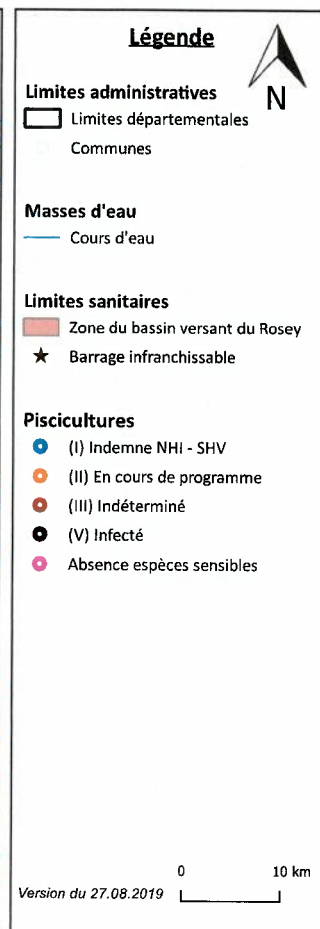 Légende
N
Limites administratives
Limites départementales
Communes
Masses d'eau
Cours d'eau
Limites sanitaires
Zone du bassin versant du Rosey
Barrage infranchissable
Piscicultures
(I) Indemne NHI - SHV
(II) En cours de programme
(III) Indéterminé
(V) Infecté
Absence espèces sensibles
0 10 km
Version du 27.08.2019